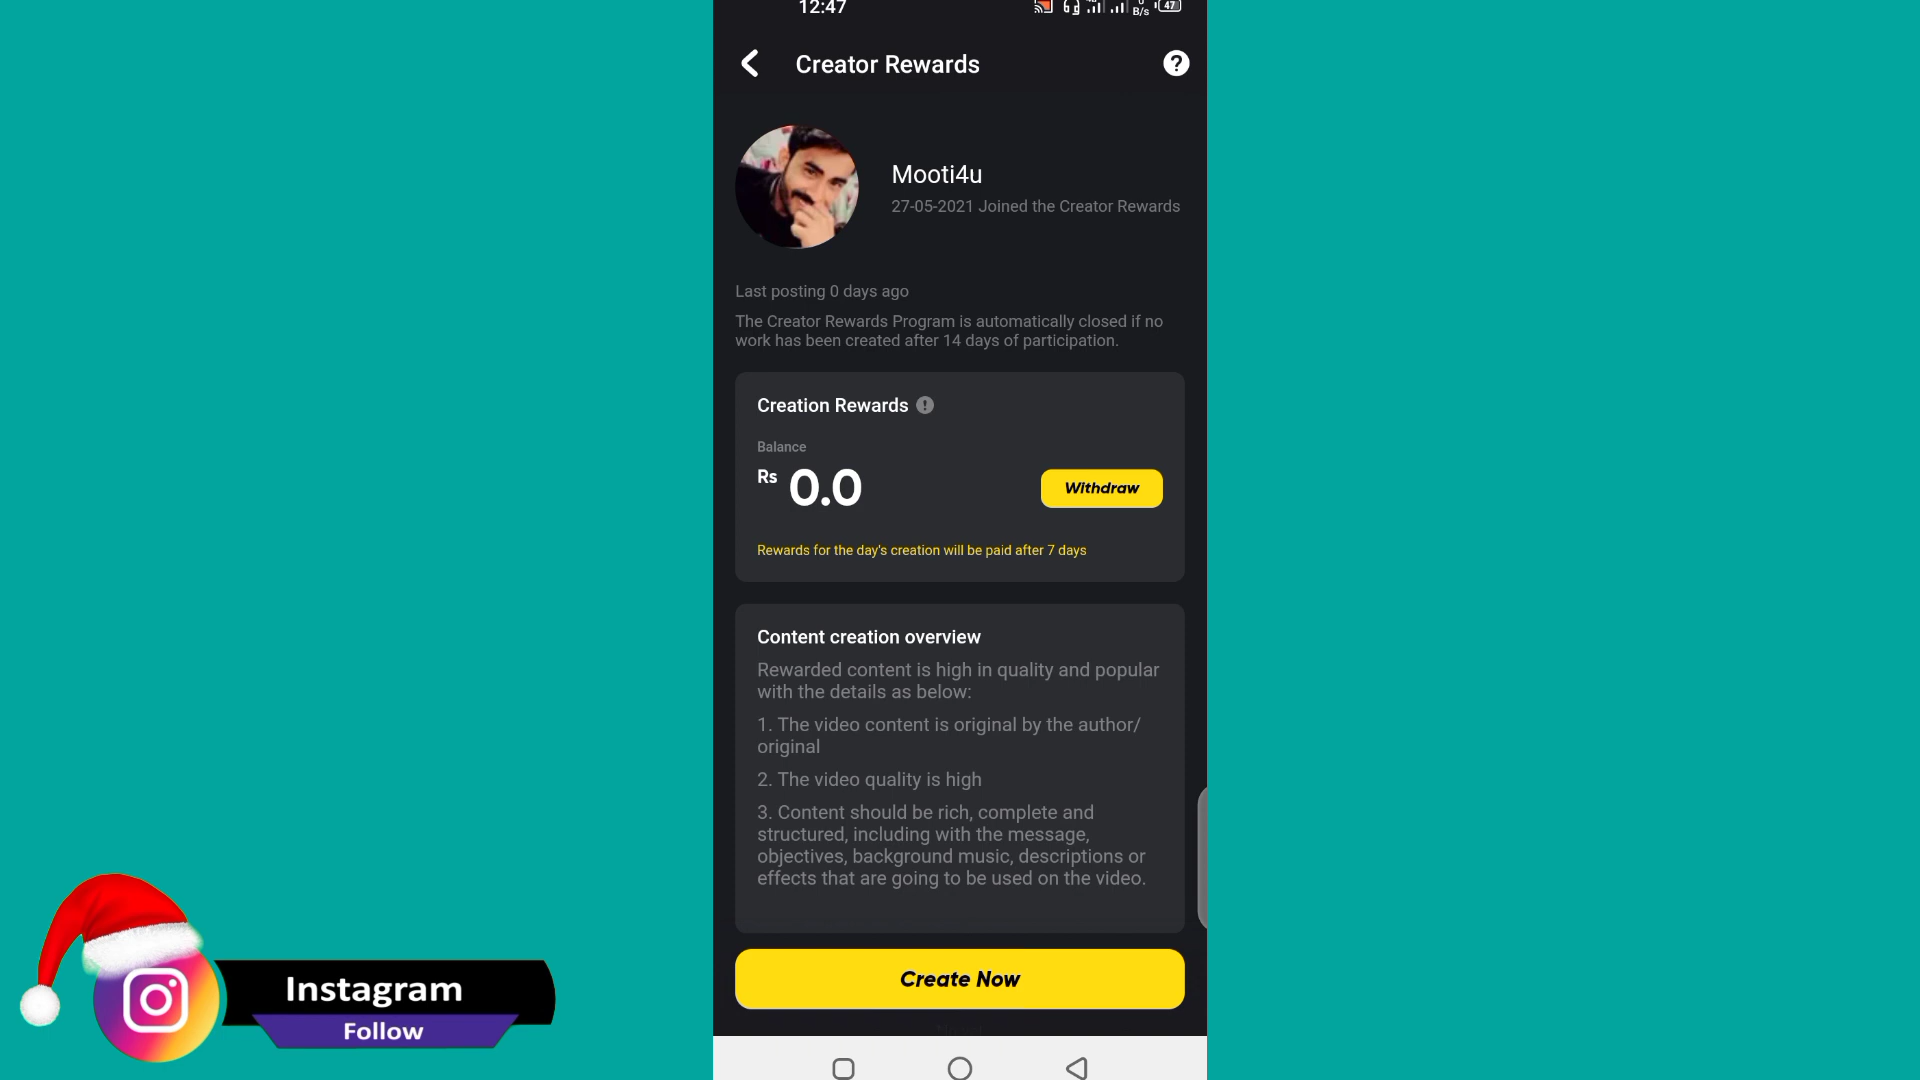 12:47
0
B/s
47
Creator Rewards
Mooti4u
27-05-2021 Joined the Creator Rewards
Last posting 0 days ago
The Creator Rewards Program is automatically closed if no
work has been created after 14 days of participation.
Creation Rewards
Balance
Rs 0.0
Withdraw
Rewards for the day's creation will be paid after 7 days
Content creation overview
Rewarded content is high in quality and popular
with the details as below:
1. The video content is original by the author/
original
2. The video quality is high
3. Content should be rich, complete and
structured, including with the message,
objectives, background music, descriptions or
effects that are going to be used on the video.
Create Now
Instagram
Follow